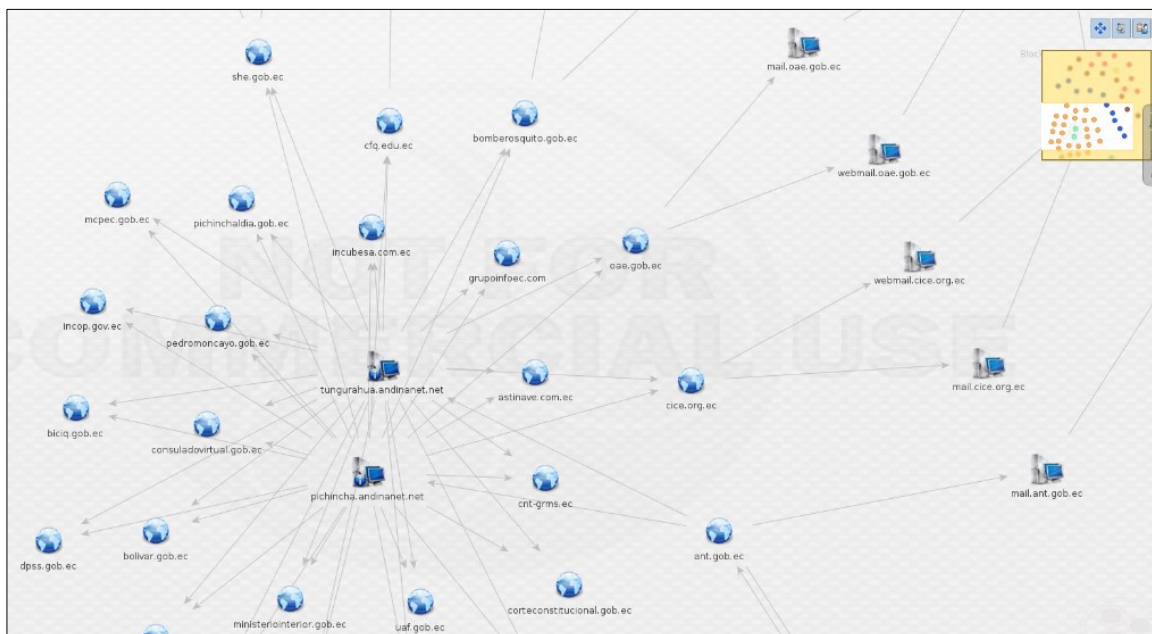 mail.oae.gob.ec
she.gob.ec
cfq.edu.ec
bomberosquito.gob.ec
webmail.oae.gob.ec
mcpec.gob.ec
pichinchaldia.gob.ec
incubesa.com.ec
grupoinfoec.com
oae.gob.ec
webmail.cice.org.ec
NOT FOR
COMMERCIAL USE
incop.gov.ec
pedromoncayo.gob.ec
tungurahua.andinanet.net
astinave.com.ec
cice.org.ec
mail.cice.org.ec
biciq.gob.ec
consuladovirtual.gob.ec
pichincha.andinanet.net
cnt-grms.ec
mail.ant.gob.ec
dpss.gob.ec
bolivar.gob.ec
ant.gob.ec
ministeriointerior.gob.ec
uaf.gob.ec
corteconstitucional.gob.ec